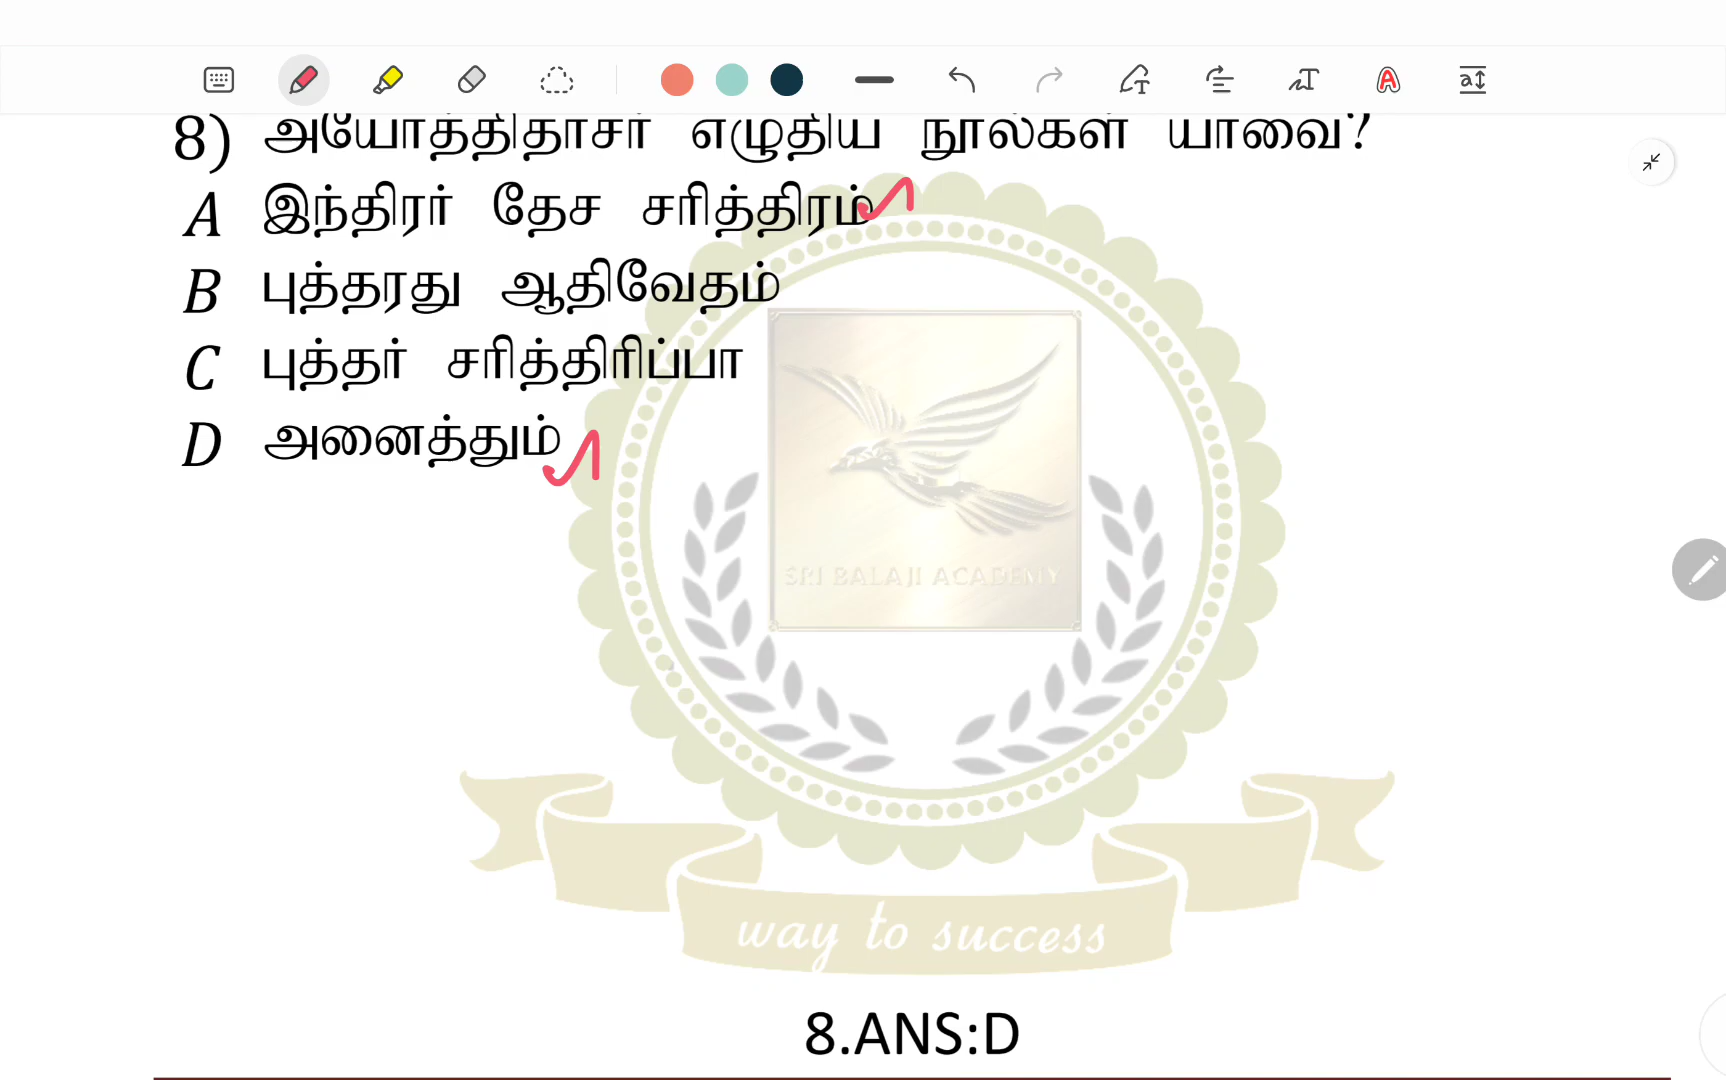 8) அயோத்திதாசர் எழுதிய நூல்கள் யாவை?
A இந்திரர் தேச சரித்திரம்
B புத்தரது ஆதிவேதம்
C புத்தர் சரித்திரிப்பா
D அனைத்தும்
SRI BALAJI ACADEMY
way to success
8.ANS:D